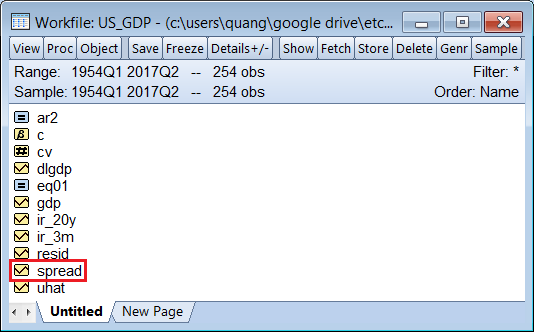 Workfile: US_GDP - (c:\users\quang\google drive\etc...
View Proc Object Save Freeze Details+/- Show Fetch Store Delete Genr Sample
Range: 1954Q1 2017Q2 -- 254 obs Filter: *
Sample: 1954Q1 2017Q2 -- 254 obs Order: Name
ar2
β c
cv
dlgdp
eq01
gdp
ir_20y
ir_3m
resid
spread
uhat
Untitled New Page